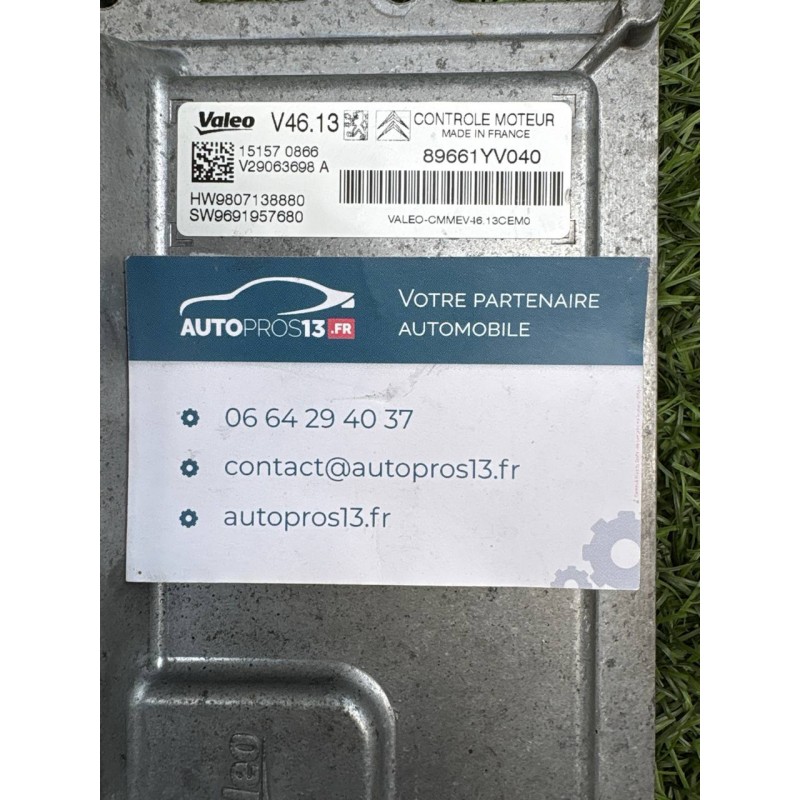 Valeo V46.13 CONTROLE MOTEUR
MADE IN FRANCE
15157 0866
V29063698 A
89661YV040
HW9807138880
SW9691957680
VALEO-CMMEV46.13CEM0
AUTOPROS13.FR
VOTRE PARTENAIRE
AUTOMOBILE
06 64 29 40 37
contact@autopros13.fr
autopros13.fr
Valeo